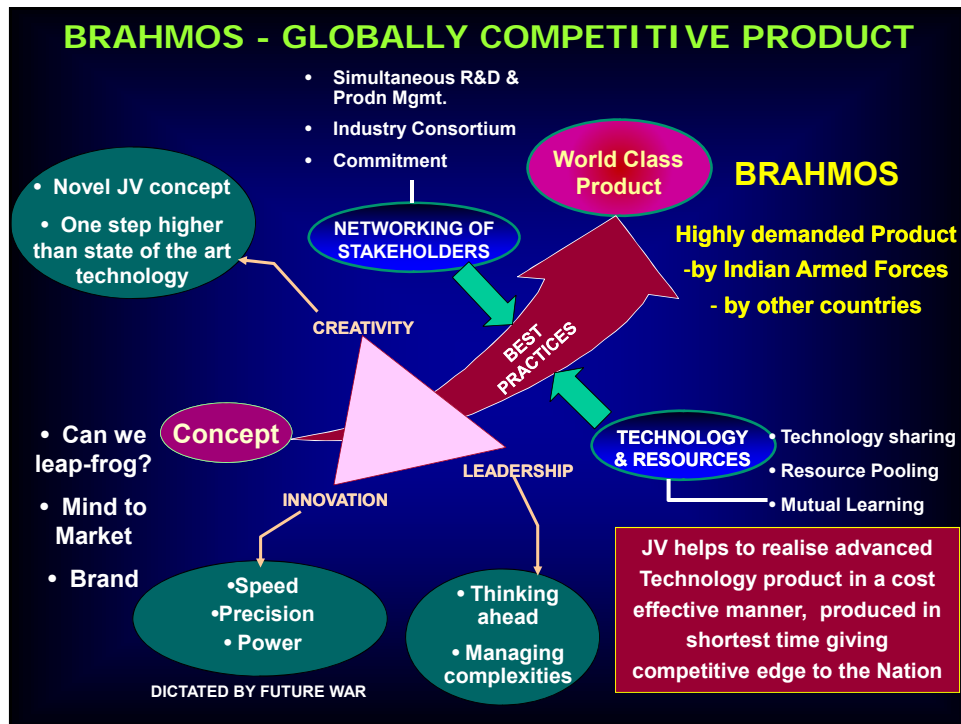 BRAHMOS - GLOBALLY COMPETITIVE PRODUCT
• Simultaneous R&D &
Prodn Mgmt.
• Industry Consortium
• Commitment
World Class
Product
BRAHMOS
Highly demanded Product
-by Indian Armed Forces
- by other countries
• Novel JV concept
• One step higher
than state of the art
technology
NETWORKING OF
STAKEHOLDERS
CREATIVITY
BEST
PRACTICES
Concept
• Can we
leap-frog?
• Mind to
Market
• Brand
LEADERSHIP
INNOVATION
TECHNOLOGY
& RESOURCES
• Technology sharing
• Resource Pooling
• Mutual Learning
•Speed
•Precision
• Power
DICTATED BY FUTURE WAR
• Thinking
ahead
• Managing
complexities
JV helps to realise advanced
Technology product in a cost
effective manner, produced in
shortest time giving
competitive edge to the Nation